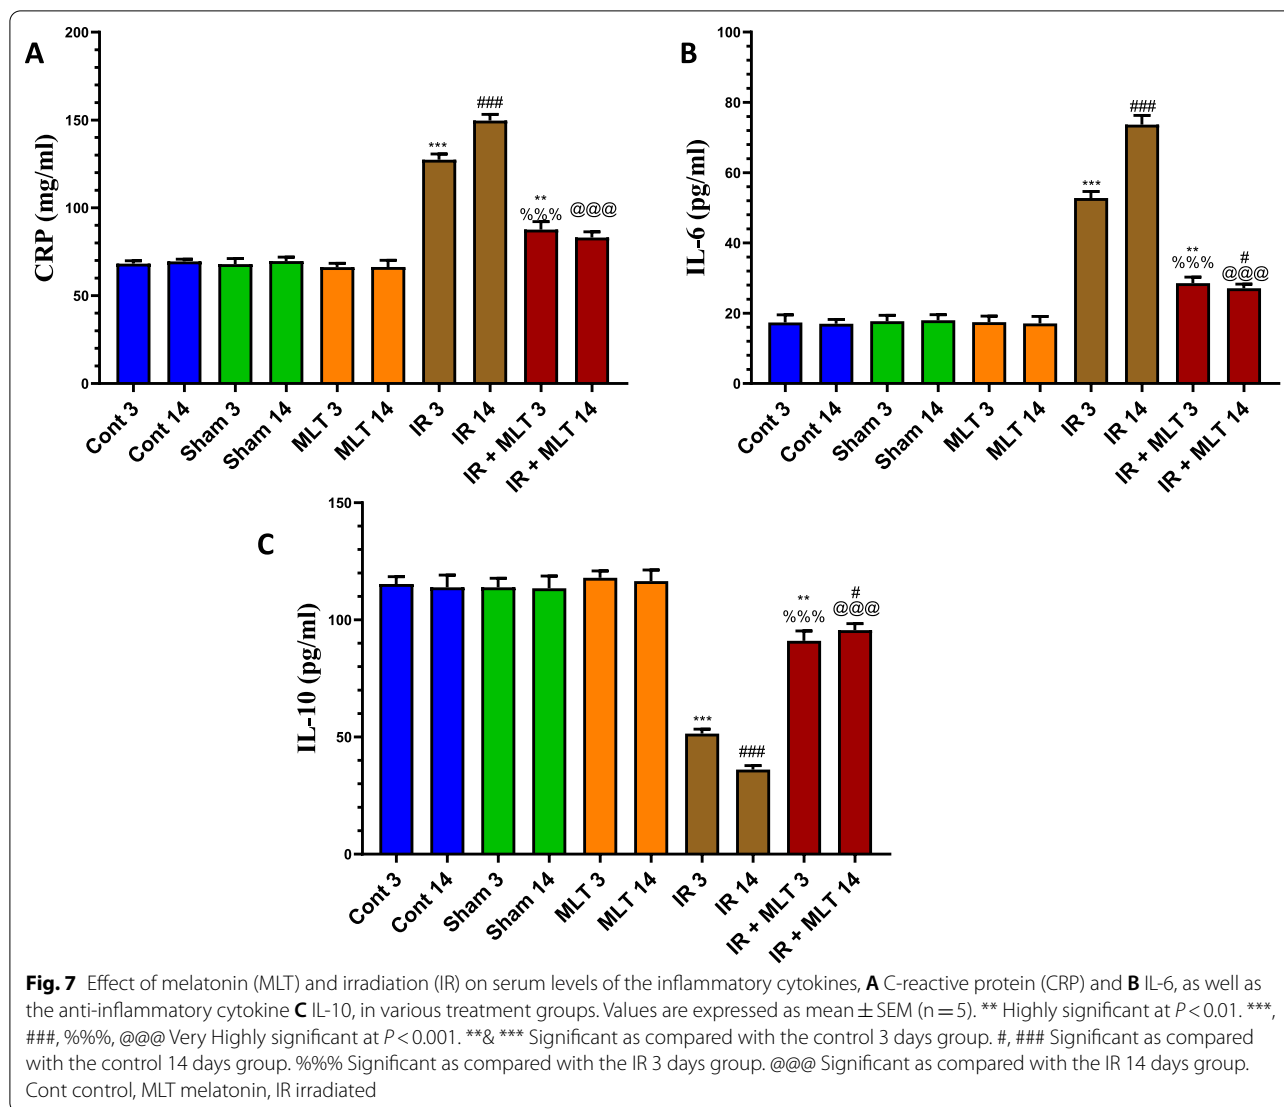 A
CRP (mg/ml)
200
150
100
50
0
***
###
**
%%%
@@@
Cont 3
Cont 14
Sham 3
Sham 14
MLT 3
MLT 14
IR 3
IR 14
IR + MLT 3
IR + MLT 14
B
IL-6 (pg/ml)
100
80
60
40
20
0
***
###
**
%%%
#
@@@
Cont 3
Cont 14
Sham 3
Sham 14
MLT 3
MLT 14
IR 3
IR 14
IR + MLT 3
IR + MLT 14
C
IL-10 (pg/ml)
150
100
50
0
***
###
**
%%%
#
@@@
Cont 3
Cont 14
Sham 3
Sham 14
MLT 3
MLT 14
IR 3
IR 14
IR + MLT 3
IR + MLT 14
Fig. 7 Effect of melatonin (MLT) and irradiation (IR) on serum levels of the inflammatory cytokines, A C-reactive protein (CRP) and B IL-6, as well as
the anti-inflammatory cytokine C IL-10, in various treatment groups. Values are expressed as mean ± SEM (n = 5). ** Highly significant at P < 0.01. ***,
###, %%%, @@@ Very Highly significant at P < 0.001. **& *** Significant as compared with the control 3 days group. #, ### Significant as compared
with the control 14 days group. %%% Significant as compared with the IR 3 days group. @@@ Significant as compared with the IR 14 days group.
Cont control, MLT melatonin, IR irradiated